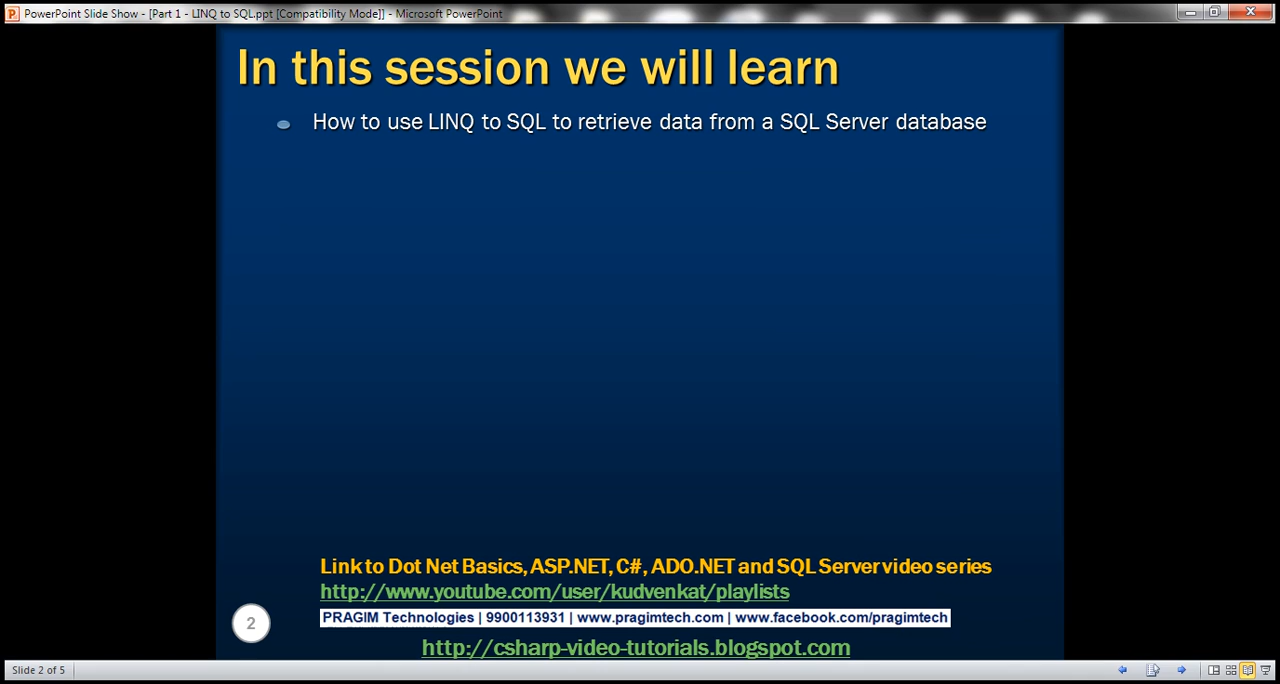 PowerPoint Slide Show - [Part 1 - LINQ to SQL.ppt [Compatibility Mode]] - Microsoft PowerPoint
In this session we will learn
How to use LINQ to SQL to retrieve data from a SQL Server database
Link to Dot Net Basics, ASP.NET, C#, ADO.NET and SQL Server video series
http://www.youtube.com/user/kudvenkat/playlists
PRAGIM Technologies | 9900113931 | www.pragimtech.com | www.facebook.com/pragimtech
2
http://csharp-video-tutorials.blogspot.com
Slide 2 of 5